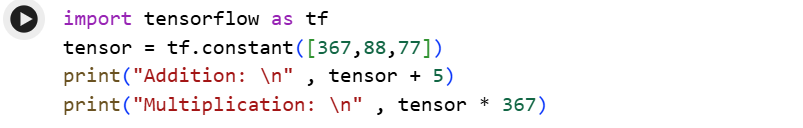 import tensorflow as tf
tensor = tf.constant([367,88,77])
print("Addition: \n" , tensor + 5)
print("Multiplication: \n" , tensor * 367)